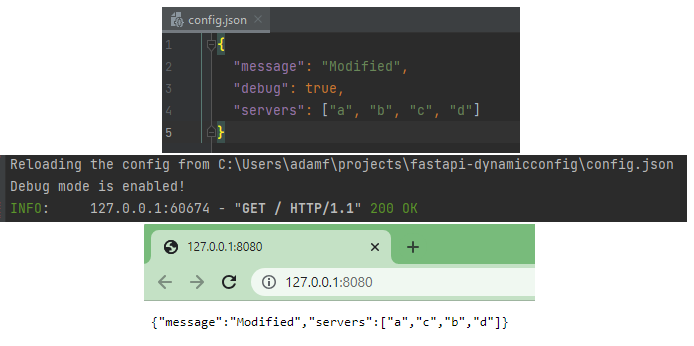 config.json
1 {
2 "message": "Modified",
3 "debug": true,
4 "servers": ["a", "b", "c", "d"]
5 }
Reloading the config from C:\Users\adamf\projects\fastapi-dynamicconfig\config.json
Debug mode is enabled!
INFO: 127.0.0.1:60674 - "GET / HTTP/1.1" 200 OK
127.0.0.1:8080
127.0.0.1:8080
{"message":"Modified","servers":["a","c","b","d"]}